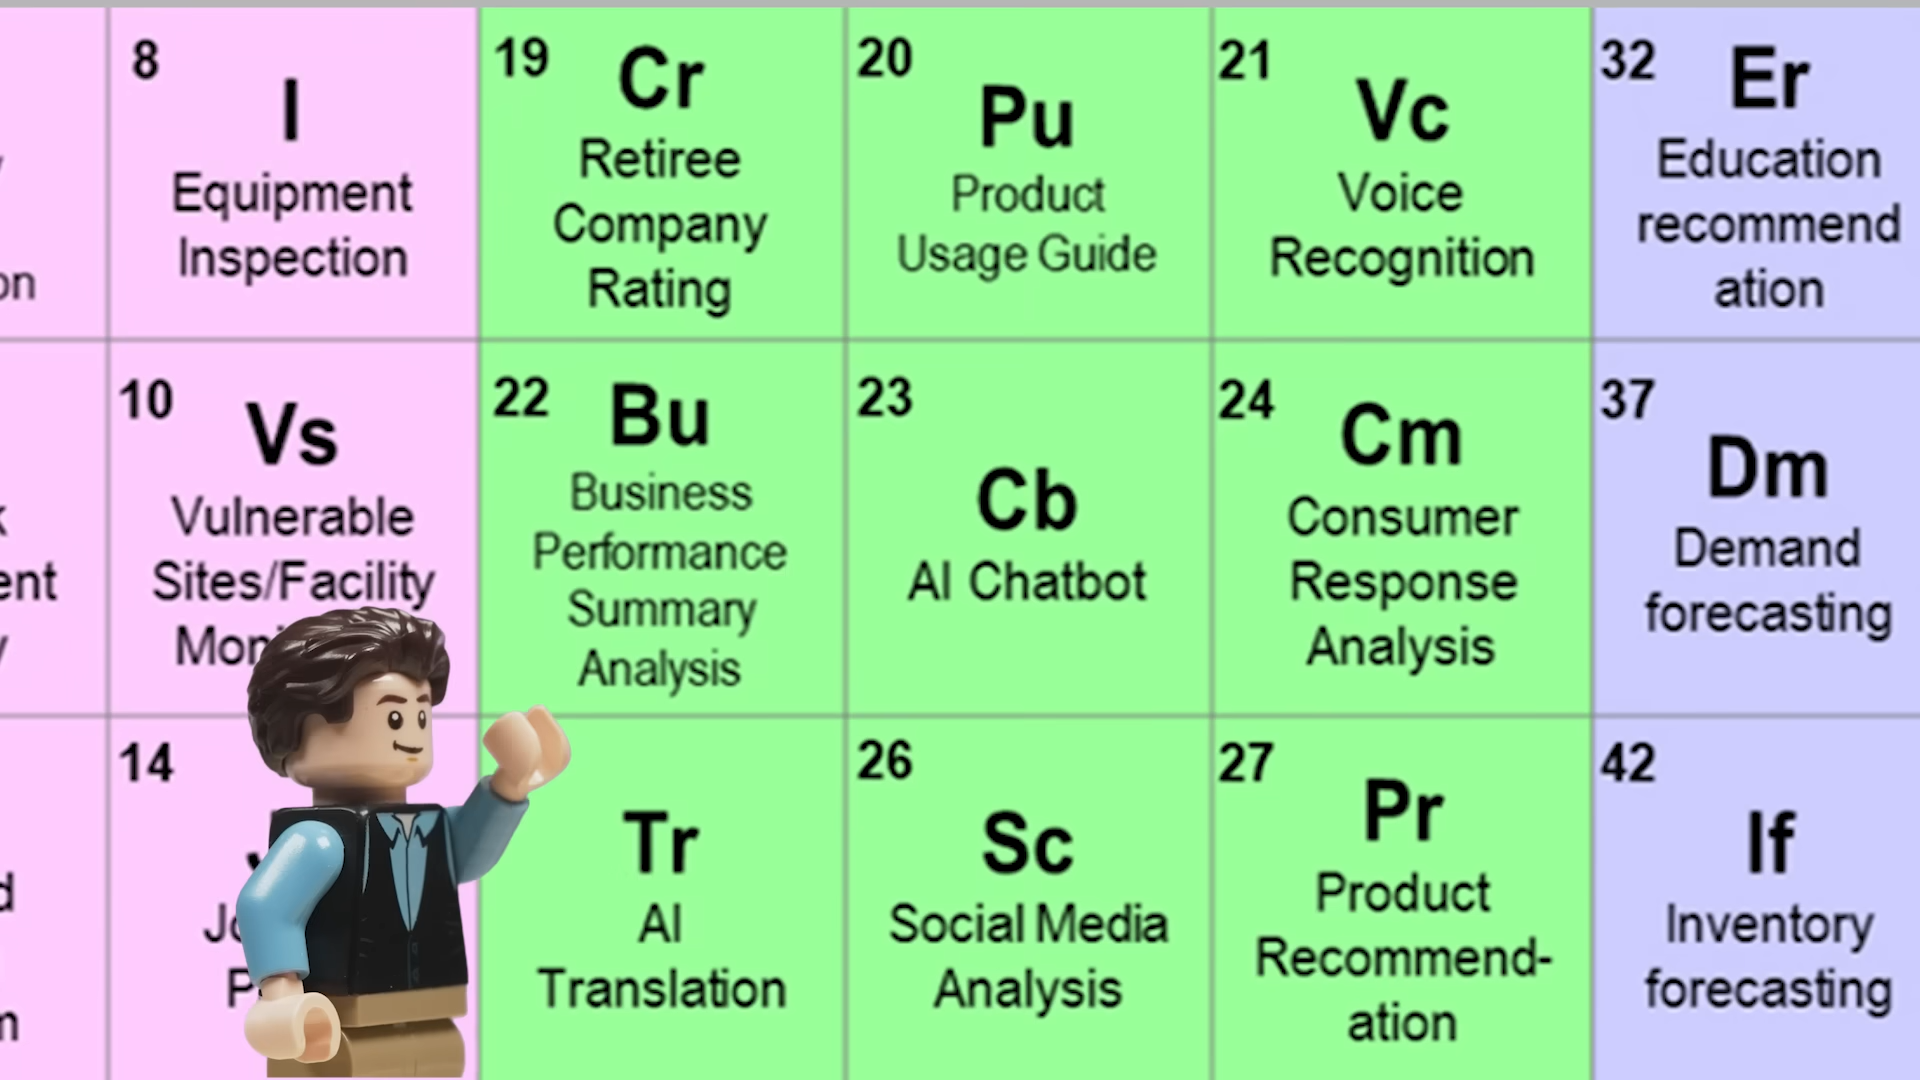 8
I
Equipment
Inspection
19
Cr
Retiree
Company
Rating
20
Pu
Product
Usage Guide
21
Vc
Voice
Recognition
32
Er
Education
recommend
ation
10
Vs
Vulnerable
Sites/Facility
22
Bu
Business
Performance
Summary
Analysis
23
Cb
AI Chatbot
24
Cm
Consumer
Response
Analysis
37
Dm
Demand
forecasting
14
Tr
AI
Translation
26
Sc
Social Media
Analysis
27
Pr
Product
Recommend-
ation
42
If
Inventory
forecasting